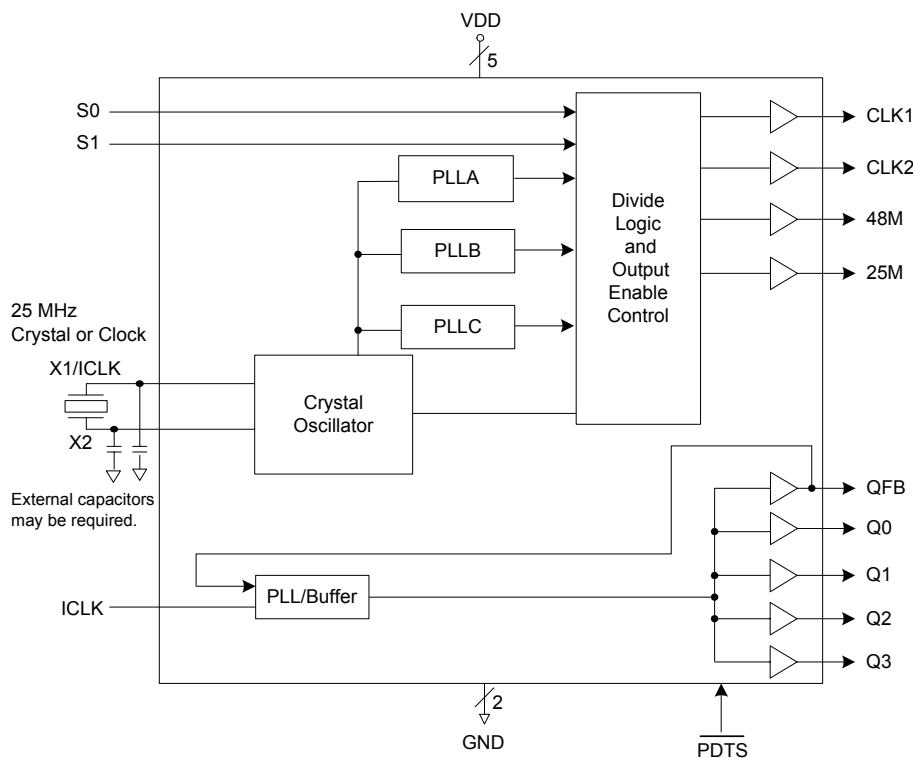 VDD
5
S0
S1
PLLA
PLLB
PLLC
Divide
Logic
and
Output
Enable
Control
CLK1
CLK2
48M
25M
25 MHz
Crystal or Clock
X1/ICLK
X2
External capacitors
may be required.
Crystal
Oscillator
ICLK
PLL/Buffer
QFB
Q0
Q1
Q2
Q3
2
GND
PDTS